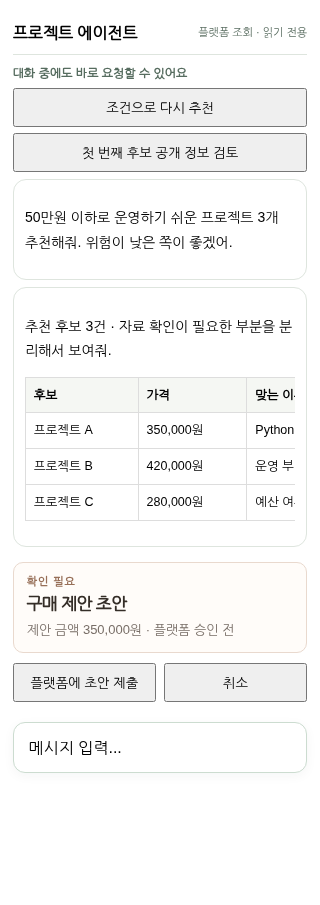 프로젝트 에이전트
플랫폼 조회 · 읽기 전용
대화 중에도 바로 요청할 수 있어요
조건으로 다시 추천
첫 번째 후보 공개 정보 검토
50만원 이하로 운영하기 쉬운 프로젝트 3개
추천해줘. 위험이 낮은 쪽이 좋겠어.
추천 후보 3건 · 자료 확인이 필요한 부분을 분
리해서 보여줘.
후보 가격 맞는 이
프로젝트 A 350,000원 Python
프로젝트 B 420,000원 운영 부
프로젝트 C 280,000원 예산 여
확인 필요
구매 제안 초안
제안 금액 350,000원 · 플랫폼 승인 전
플랫폼에 초안 제출
취소
메시지 입력...